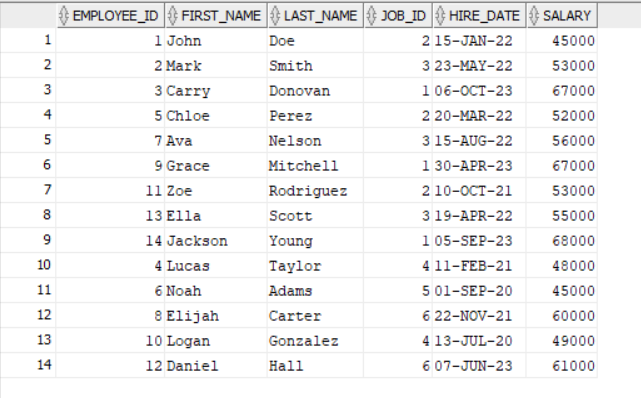 EMPLOYEE_ID FIRST_NAME LAST_NAME JOB_ID HIRE_DATE SALARY
1 1 John Doe 2 15-JAN-22 45000
2 2 Mark Smith 3 23-MAY-22 53000
3 3 Carry Donovan 1 06-OCT-23 67000
4 5 Chloe Perez 2 20-MAR-22 52000
5 7 Ava Nelson 3 15-AUG-22 56000
6 9 Grace Mitchell 1 30-APR-23 67000
7 11 Zoe Rodriguez 2 10-OCT-21 53000
8 13 Ella Scott 3 19-APR-22 55000
9 14 Jackson Young 1 05-SEP-23 68000
10 4 Lucas Taylor 4 11-FEB-21 48000
11 6 Noah Adams 5 01-SEP-20 45000
12 8 Elijah Carter 6 22-NOV-21 60000
13 10 Logan Gonzalez 4 13-JUL-20 49000
14 12 Daniel Hall 6 07-JUN-23 61000